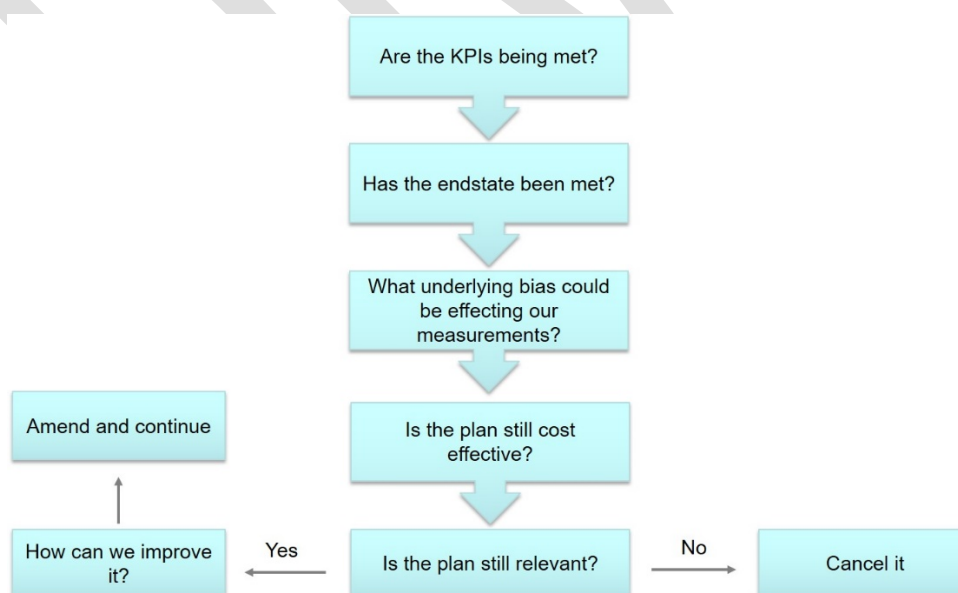 Are the KPIs being met?
Has the endstate been met?
What underlying bias could
be effecting our
measurements?
Amend and continue
Is the plan still cost
effective?
How can we improve
it?
Yes
Is the plan still relevant?
No
Cancel it